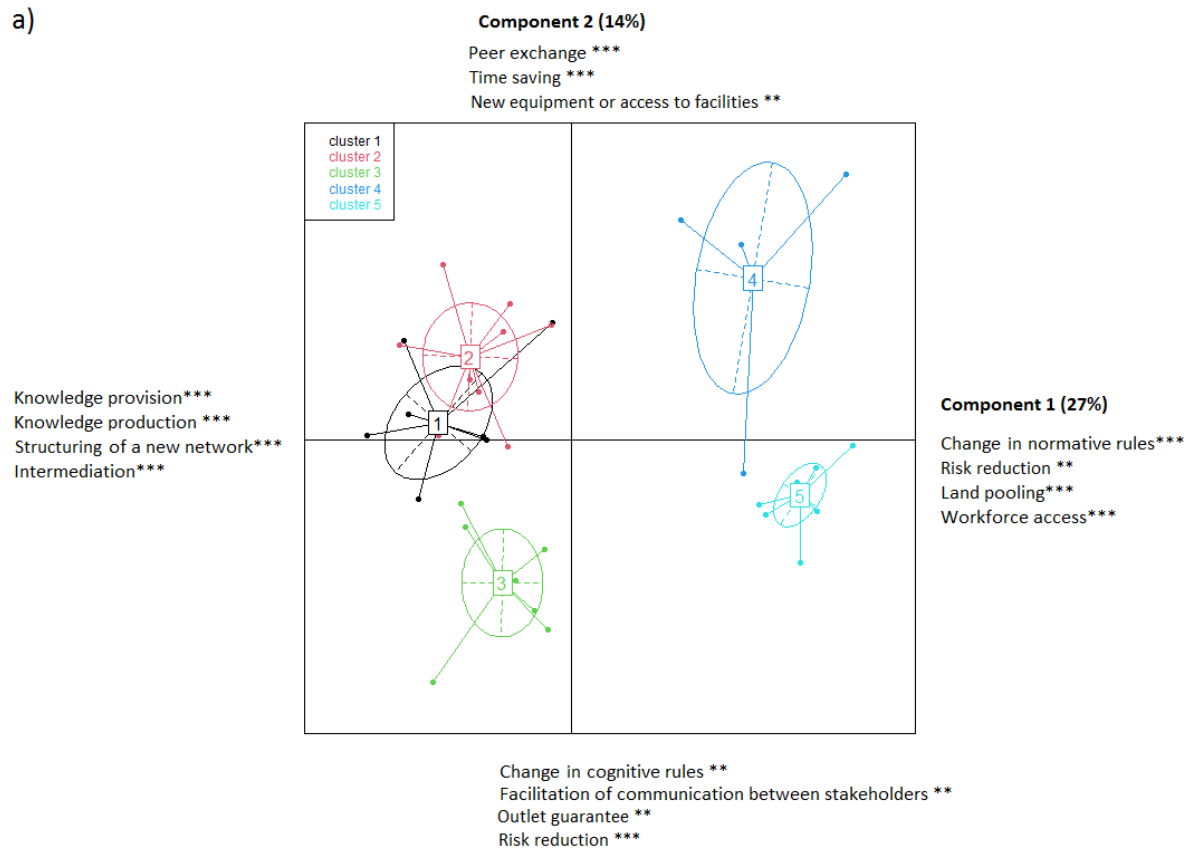 a)
Component 2 (14%)
Peer exchange ***
Time saving ***
New equipment or access to facilities **
cluster 1
cluster 2
cluster 3
cluster 4
cluster 5
4
2
1
5
3
Knowledge provision***
Knowledge production ***
Structuring of a new network***
Intermediation***
Component 1 (27%)
Change in normative rules***
Risk reduction **
Land pooling***
Workforce access***
Change in cognitive rules **
Facilitation of communication between stakeholders **
Outlet guarantee **
Risk reduction ***